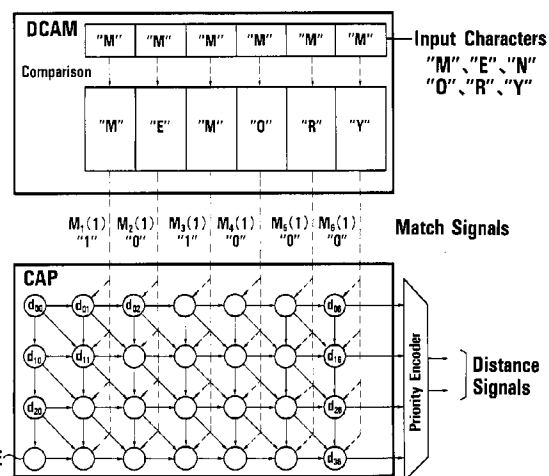 DCAM
"M" "M" "M" "M" "M" "M"
Input Characters
"M"、"E"、"N"
"O"、"R"、"Y"
Comparison
"M" "E" "M" "O" "R" "Y"
M₁(1) M₂(1) M₃(1) M₄(1) M₅(1) M₆(1)
"1" "0" "1" "0" "0" "0"
Match Signals
CAP
d₀₀ d₀₁ d₀₂ d₀₆
d₁₀ d₁₁ d₁₆
d₂₀ d₂₆
d₃₆
Priority Encoder
Distance
Signals